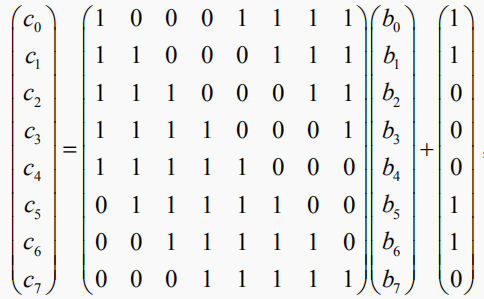 c₀ 1 0 0 0 1 1 1 1 b₀ 1
c₁ 1 1 0 0 0 1 1 1 b₁ 1
c₂ 1 1 1 0 0 0 1 1 b₂ 0
c₃ = 1 1 1 1 0 0 0 1 b₃ + 0
c₄ 1 1 1 1 1 0 0 0 b₄ 0 ,
c₅ 0 1 1 1 1 1 0 0 b₅ 1
c₆ 0 0 1 1 1 1 1 0 b₆ 1
c₇ 0 0 0 1 1 1 1 1 b₇ 0